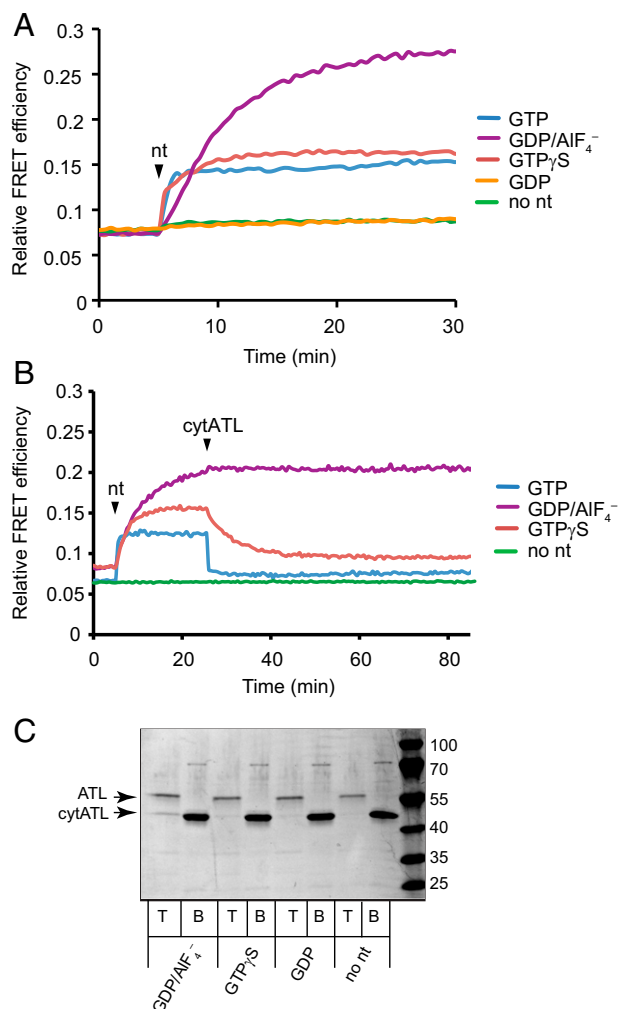 A
Relative FRET efficiency
0.3
0.25
0.2
0.15
0.1
0.05
0
nt
0 10 20 30
Time (min)
GTP
GDP/AlF₄⁻
GTPγS
GDP
no nt
B
Relative FRET efficiency
0.3
0.25
0.2
0.15
0.1
0.05
0
nt
cytATL
0 20 40 60 80
Time (min)
GTP
GDP/AlF₄⁻
GTPγS
no nt
C
ATL
cytATL
100
70
55
40
35
25
T B T B T B T B
GDP/AlF₄⁻ GTPγS GDP no nt